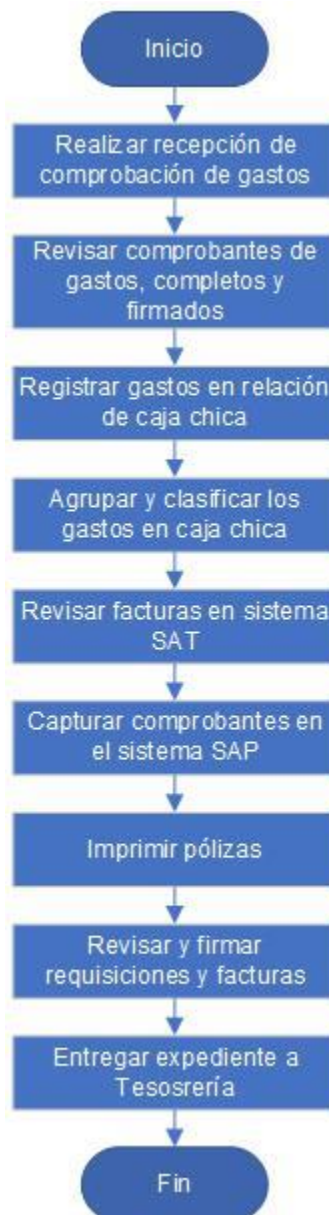 Inicio
Realizar recepción de
comprobación de gastos
Revisar comprobantes de
gastos, completos y
firmados
Registrar gastos en relación
de caja chica
Agrupar y clasificar los
gastos en caja chica
Revisar facturas en sistema
SAT
Capturar comprobantes en
el sistema SAP
Imprimir pólizas
Revisar y firmar
requisiciones y facturas
Entregar expediente a
Tesosrería
Fin